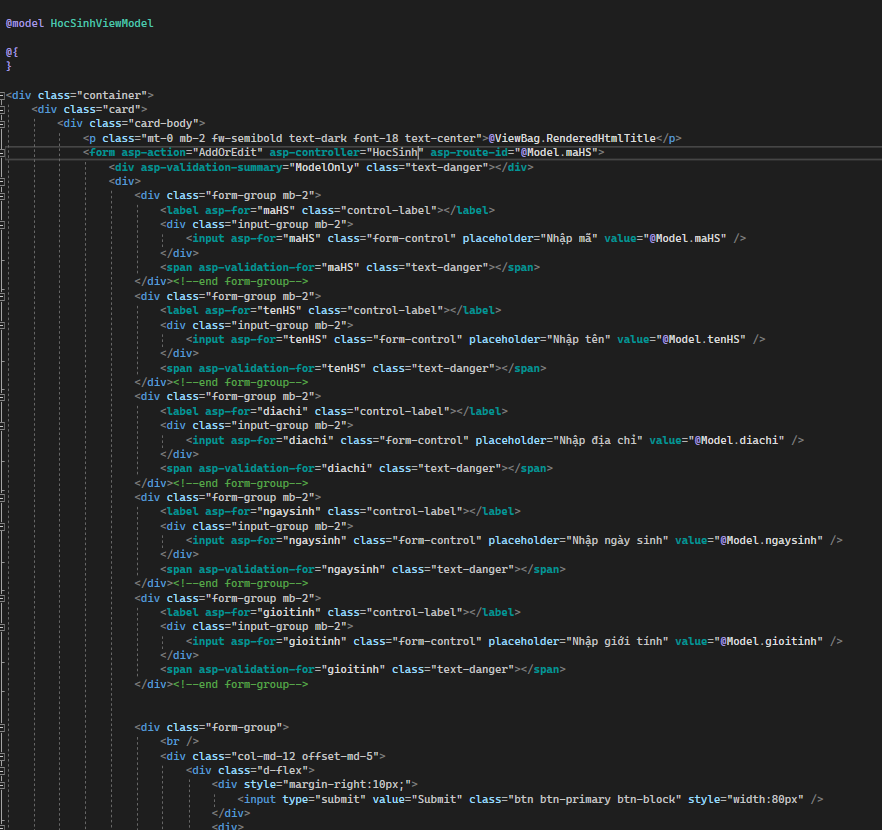 @model HocSinhViewModel
@{
}
<div class="container">
<div class="card">
<div class="card-body">
<p class="mt-0 mb-2 fw-semibold text-dark font-18 text-center">@ViewBag.RenderedHtmlTitle</p>
<form asp-action="AddOrEdit" asp-controller="HocSinh" asp-route-id="@Model.maHS">
<div asp-validation-summary="ModelOnly" class="text-danger"></div>
<div>
<div class="form-group mb-2">
<label asp-for="maHS" class="control-label"></label>
<div class="input-group mb-2">
<input asp-for="maHS" class="form-control" placeholder="Nhập mã" value="@Model.maHS" />
</div>
<span asp-validation-for="maHS" class="text-danger"></span>
</div><!--end form-group-->
<div class="form-group mb-2">
<label asp-for="tenHS" class="control-label"></label>
<div class="input-group mb-2">
<input asp-for="tenHS" class="form-control" placeholder="Nhập tên" value="@Model.tenHS" />
</div>
<span asp-validation-for="tenHS" class="text-danger"></span>
</div><!--end form-group-->
<div class="form-group mb-2">
<label asp-for="diachi" class="control-label"></label>
<div class="input-group mb-2">
<input asp-for="diachi" class="form-control" placeholder="Nhập địa chỉ" value="@Model.diachi" />
</div>
<span asp-validation-for="diachi" class="text-danger"></span>
</div><!--end form-group-->
<div class="form-group mb-2">
<label asp-for="ngaysinh" class="control-label"></label>
<div class="input-group mb-2">
<input asp-for="ngaysinh" class="form-control" placeholder="Nhập ngày sinh" value="@Model.ngaysinh" />
</div>
<span asp-validation-for="ngaysinh" class="text-danger"></span>
</div><!--end form-group-->
<div class="form-group mb-2">
<label asp-for="gioitinh" class="control-label"></label>
<div class="input-group mb-2">
<input asp-for="gioitinh" class="form-control" placeholder="Nhập giới tính" value="@Model.gioitinh" />
</div>
<span asp-validation-for="gioitinh" class="text-danger"></span>
</div><!--end form-group-->
<div class="form-group">
<br />
<div class="col-md-12 offset-md-5">
<div class="d-flex">
<div style="margin-right:10px;">
<input type="submit" value="Submit" class="btn btn-primary btn-block" style="width:80px" />
</div>
<div>